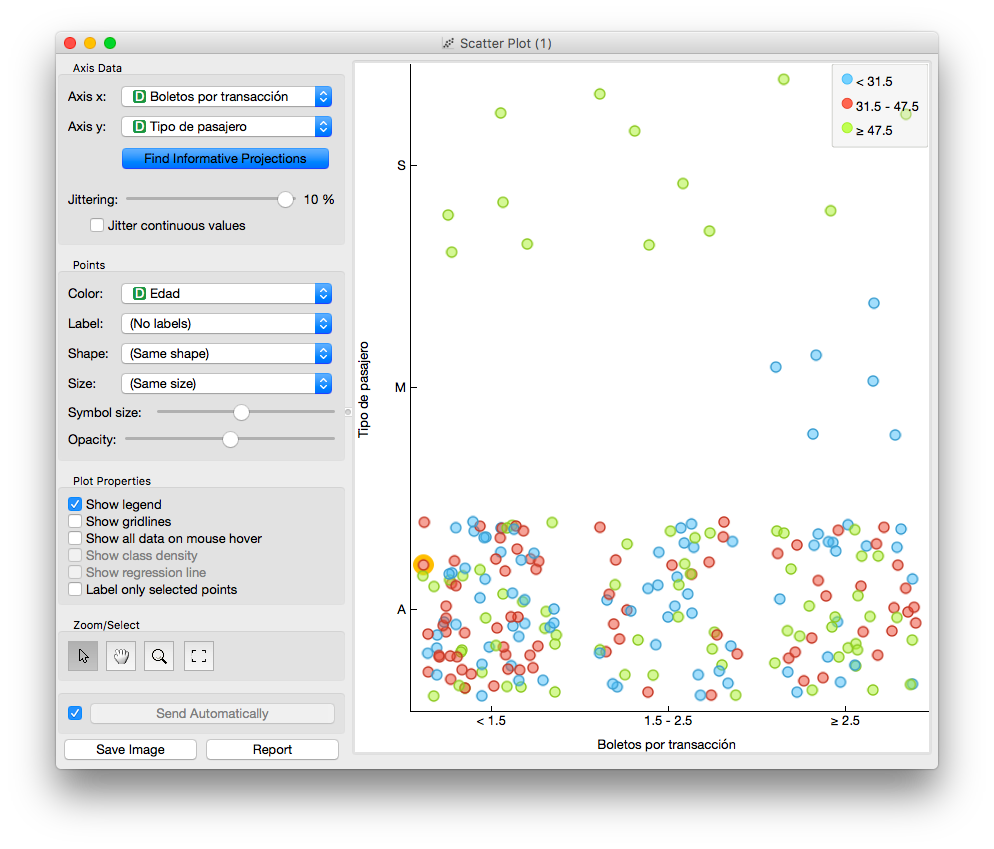 Scatter Plot (1)
Axis Data
Axis x: D Boletos por transacción
Axis y: D Tipo de pasajero
Find Informative Projections
Jittering: 10 %
Jitter continuous values
Points
Color: D Edad
Label: (No labels)
Shape: (Same shape)
Size: (Same size)
Symbol size:
Opacity:
Plot Properties
Show legend
Show gridlines
Show all data on mouse hover
Show class density
Show regression line
Label only selected points
Zoom/Select
Send Automatically
Save Image Report
< 31.5
31.5 - 47.5
≥ 47.5
S
M
A
Tipo de pasajero
< 1.5 1.5 - 2.5 ≥ 2.5
Boletos por transacción